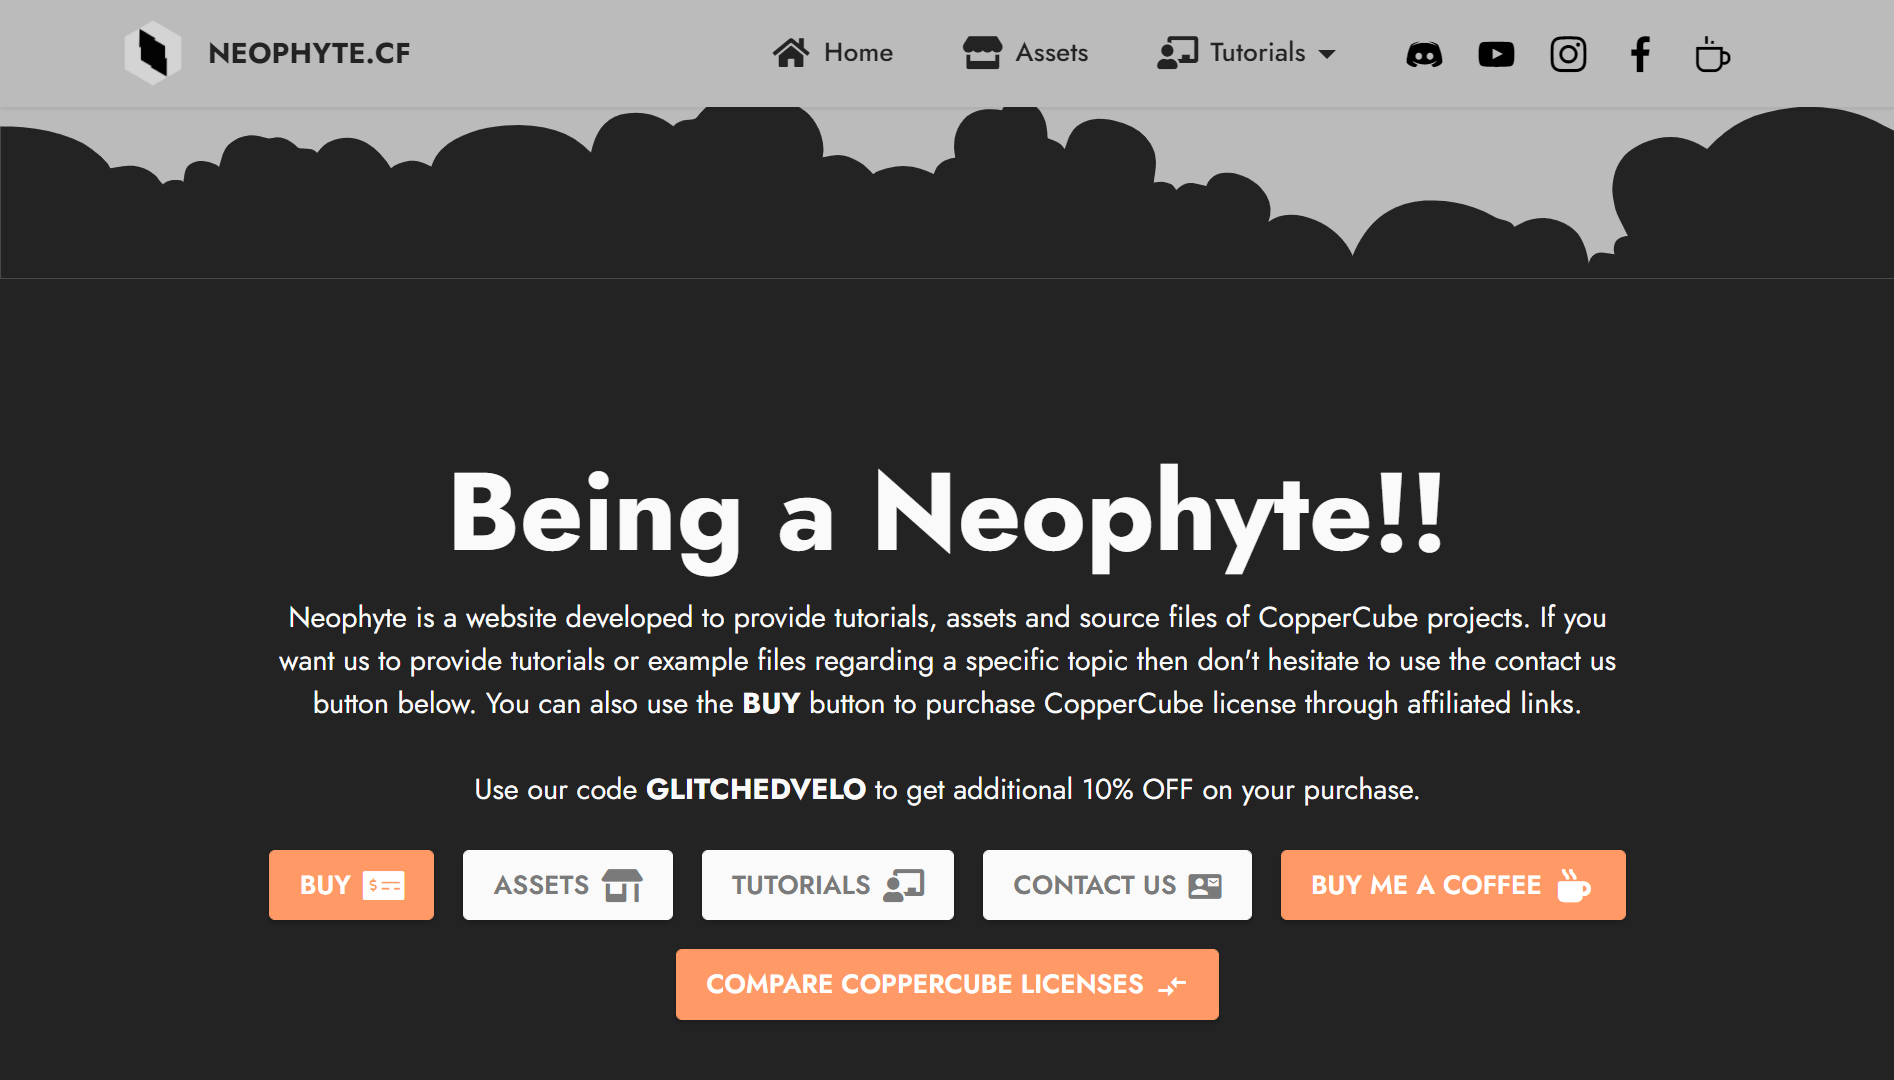 NEOPHYTE.CF
Home
Assets
Tutorials
Being a Neophyte!!
Neophyte is a website developed to provide tutorials, assets and source files of CopperCube projects. If you
want us to provide tutorials or example files regarding a specific topic then don't hesitate to use the contact us
button below. You can also use the BUY button to purchase CopperCube license through affiliated links.
Use our code GLITCHEDVELO to get additional 10% OFF on your purchase.
BUY
ASSETS
TUTORIALS
CONTACT US
BUY ME A COFFEE
COMPARE COPPERCUBE LICENSES